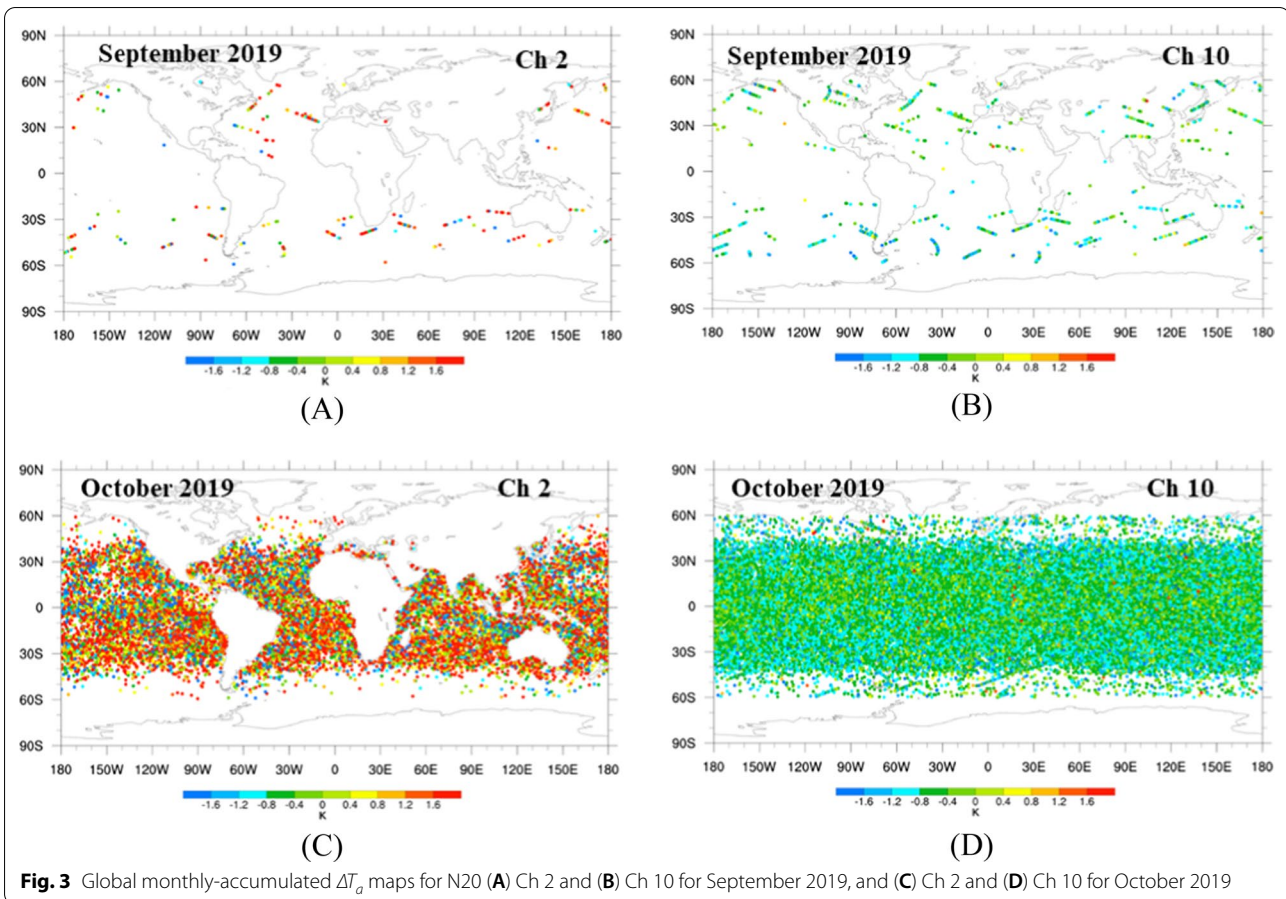 90N
60N
30N
0
30S
60S
90S
September 2019
Ch 2
180 150W 120W 90W 60W 30W 0 30E 60E 90E 120E 150E 180
-1.6 -1.2 -0.8 -0.4 0 0.4 0.8 1.2 1.6
K
(A)
90N
60N
30N
0
30S
60S
90S
September 2019
Ch 10
180 150W 120W 90W 60W 30W 0 30E 60E 90E 120E 150E 180
-1.6 -1.2 -0.8 -0.4 0 0.4 0.8 1.2 1.6
K
(B)
90N
60N
30N
0
30S
60S
90S
October 2019
Ch 2
180 150W 120W 90W 60W 30W 0 30E 60E 90E 120E 150E 180
-1.6 -1.2 -0.8 -0.4 0 0.4 0.8 1.2 1.6
K
(C)
90N
60N
30N
0
30S
60S
90S
October 2019
Ch 10
180 150W 120W 90W 60W 30W 0 30E 60E 90E 120E 150E 180
-1.6 -1.2 -0.8 -0.4 0 0.4 0.8 1.2 1.6
K
(D)
Fig. 3 Global monthly-accumulated ΔTa maps for N20 (A) Ch 2 and (B) Ch 10 for September 2019, and (C) Ch 2 and (D) Ch 10 for October 2019